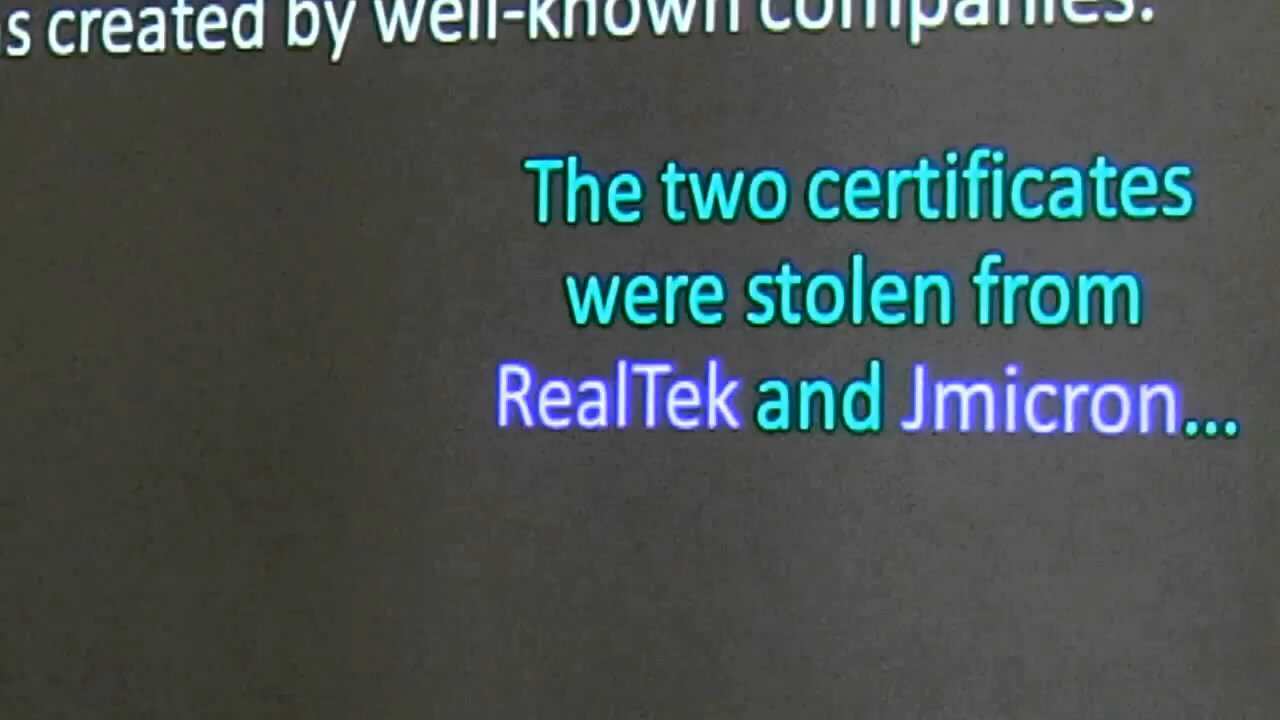 s created by well-known companies.
The two certificates
were stolen from
RealTek and Jmicron...